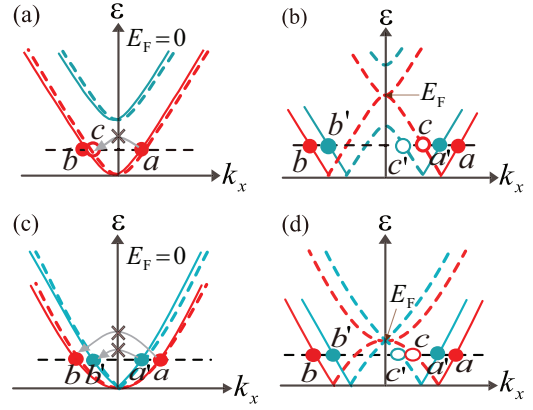 (a)
ε
E_F=0
c
b
a
k_x
(b)
ε
E_F
b'
c
b
c'
a'
a
k_x
(c)
ε
E_F=0
b
b'
a'
a
k_x
(d)
ε
E_F
b'
c
b
c'
a'
a
k_x